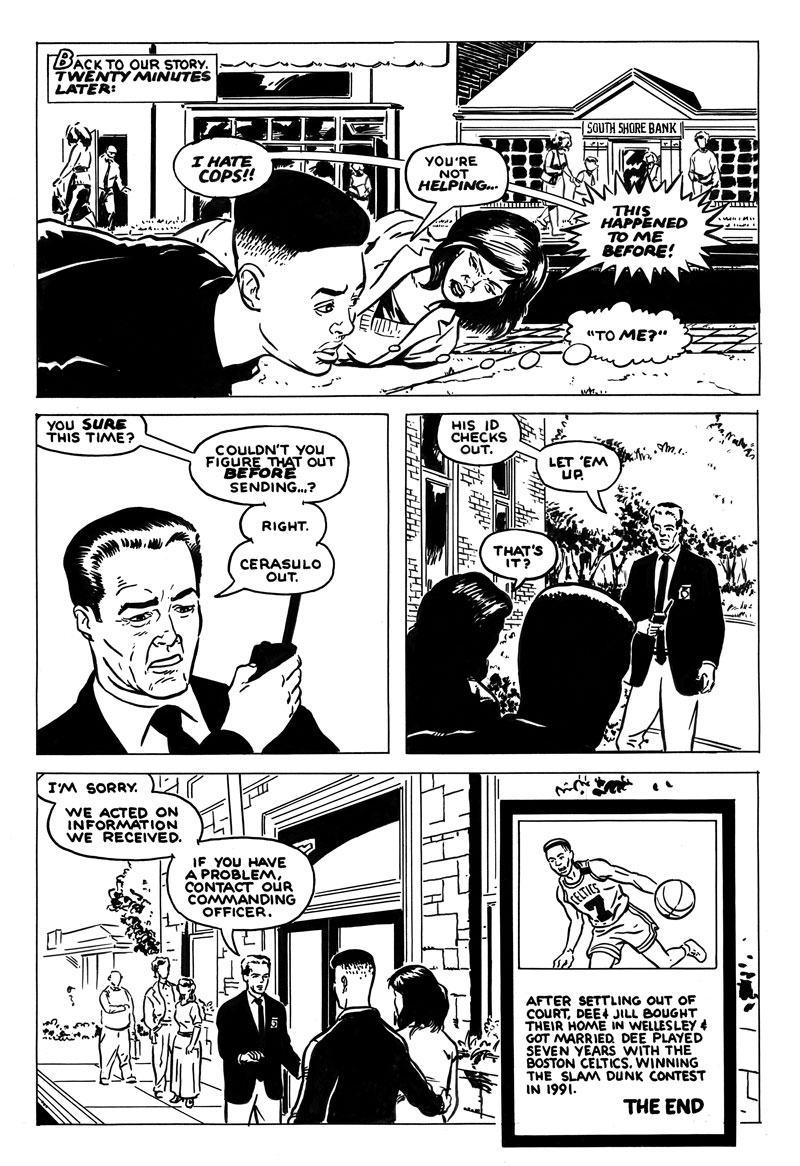 BACK TO OUR STORY.
TWENTY MINUTES
LATER:
I HATE
COPS!!
YOU'RE
NOT
HELPING...
SOUTH SHORE BANK
THIS
HAPPENED
TO ME
BEFORE!
"TO ME?"
YOU SURE
THIS TIME?
COULDN'T YOU
FIGURE THAT OUT
BEFORE
SENDING...?
RIGHT.
CERASULO
OUT.
HIS ID
CHECKS
OUT.
LET 'EM
UP.
THAT'S
IT?
I'M SORRY.
WE ACTED ON
INFORMATION
WE RECEIVED.
IF YOU HAVE
A PROBLEM,
CONTACT OUR
COMMANDING
OFFICER.
CELTICS
7
AFTER SETTLING OUT OF
COURT, DEE & JILL BOUGHT
THEIR HOME IN WELLESLEY &
GOT MARRIED. DEE PLAYED
SEVEN YEARS WITH THE
BOSTON CELTICS, WINNING
THE SLAM DUNK CONTEST
IN 1991.
THE END